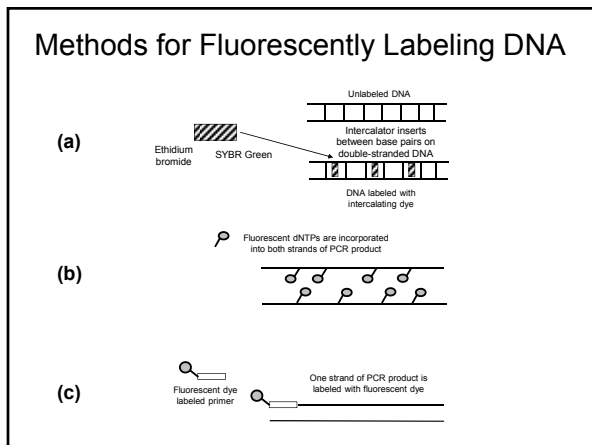 Methods for Fluorescently Labeling DNA
Unlabeled DNA
(a)
Ethidium
bromide
SYBR Green
Intercalator inserts
between base pairs on
double-stranded DNA
DNA labeled with
intercalating dye
Fluorescent dNTPs are incorporated
into both strands of PCR product
(b)
(c)
Fluorescent dye
labeled primer
One strand of PCR product is
labeled with fluorescent dye